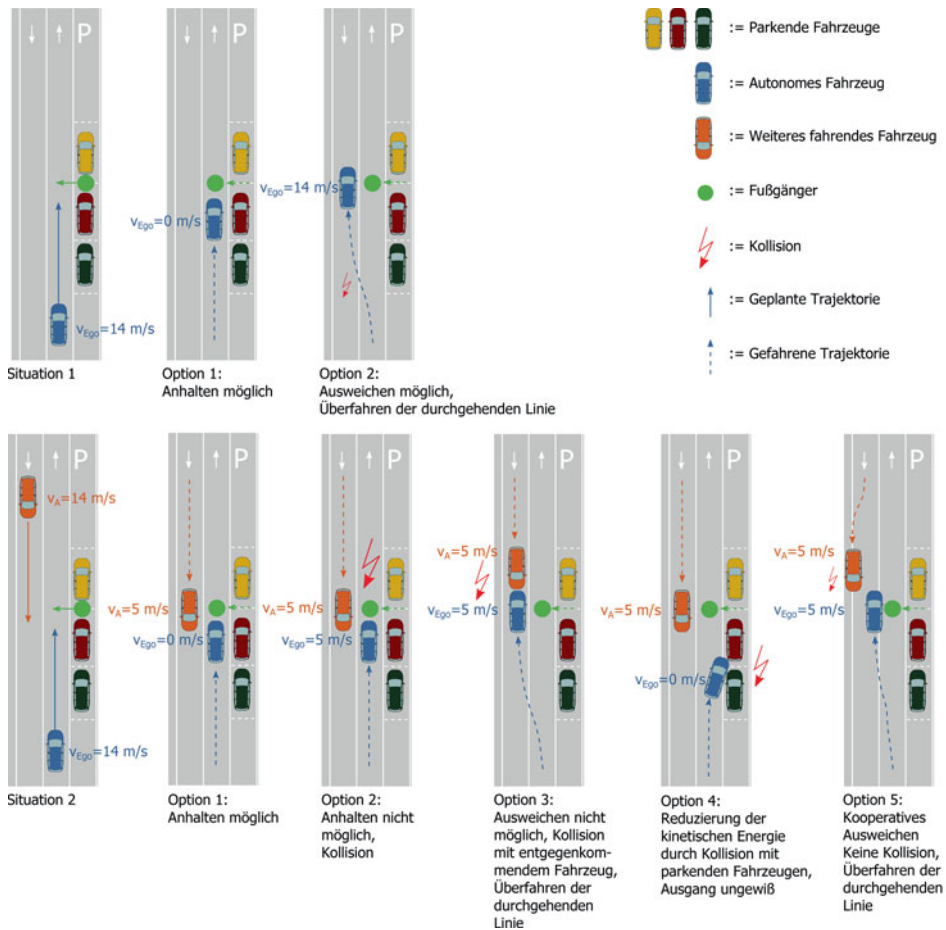 P
P
P
:= Parkende Fahrzeuge
:= Autonomes Fahrzeug
:= Weiteres fahrendes Fahrzeug
:= Fußgänger
:= Kollision
:= Geplante Trajektorie
:= Gefahrene Trajektorie
vEgo=14 m/s
vEgo=0 m/s
vEgo=14 m/s
Situation 1
Option 1:
Anhalten möglich
Option 2:
Ausweichen möglich,
Überfahren der durchgehenden Linie
P
P
P
P
P
P
vA=14 m/s
vEgo=14 m/s
vA=5 m/s
vEgo=0 m/s
vA=5 m/s
vEgo=5 m/s
vA=5 m/s
vEgo=5 m/s
vA=5 m/s
vEgo=0 m/s
vA=5 m/s
vEgo=5 m/s
Situation 2
Option 1:
Anhalten möglich
Option 2:
Anhalten nicht
möglich,
Kollision
Option 3:
Ausweichen nicht
möglich, Kollision
mit entgegenkom-
mendem Fahrzeug,
Überfahren der
durchgehenden
Linie
Option 4:
Reduzierung der
kinetischen Energie
durch Kollision mit
parkenden Fahrzeugen,
Ausgang ungewiß
Option 5:
Kooperatives
Ausweichen
Keine Kollision,
Überfahren der
durchgehenden
Linie